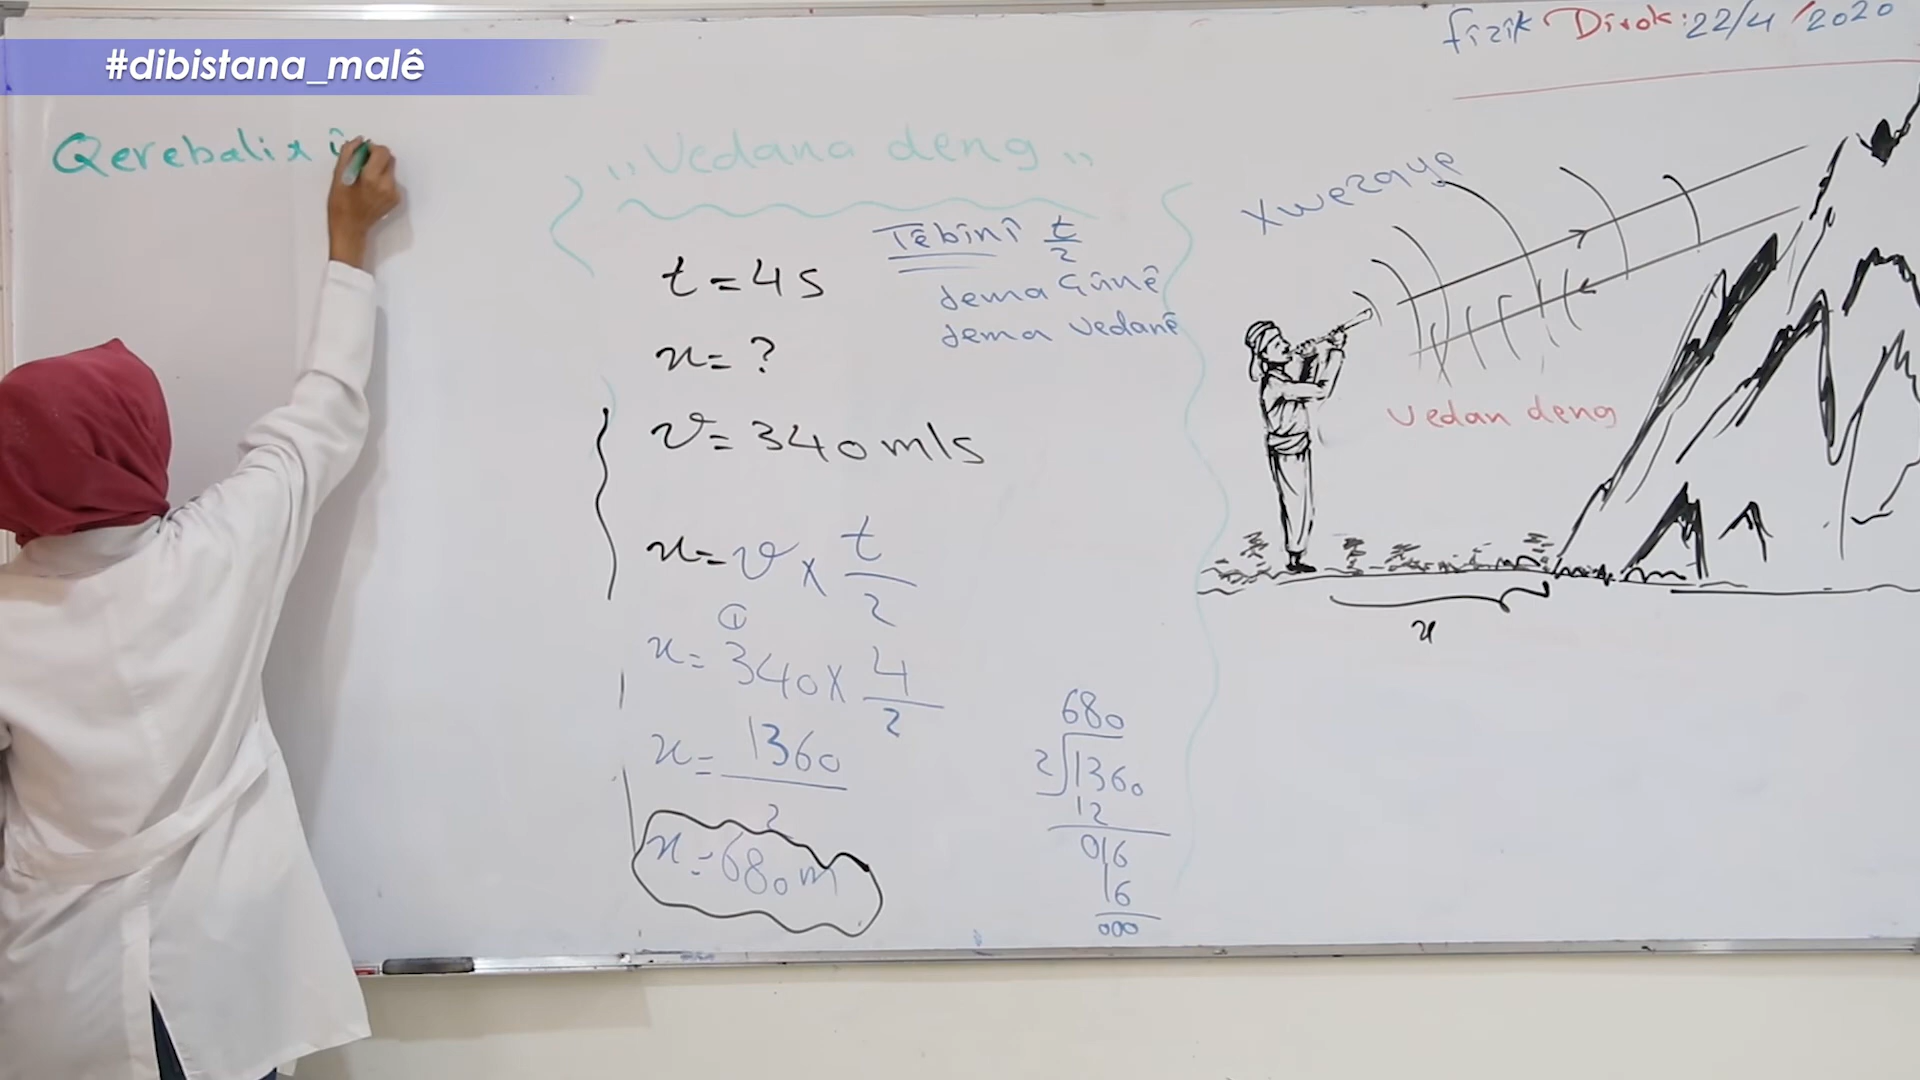 #dibistana_malê
fizik Dîrok: 22/4/2020
Qerebalix
"Vedana deng"
t = 4s
x = ?
v = 340 m/s
x = v x t/2
x = 340 x 4/2
x = 1360/2
x = 680 m
Têbînî t/2
dema çûnê
dema vedanê
680
2 1360
12
016
16
000
Xwezaye
vedan deng
x